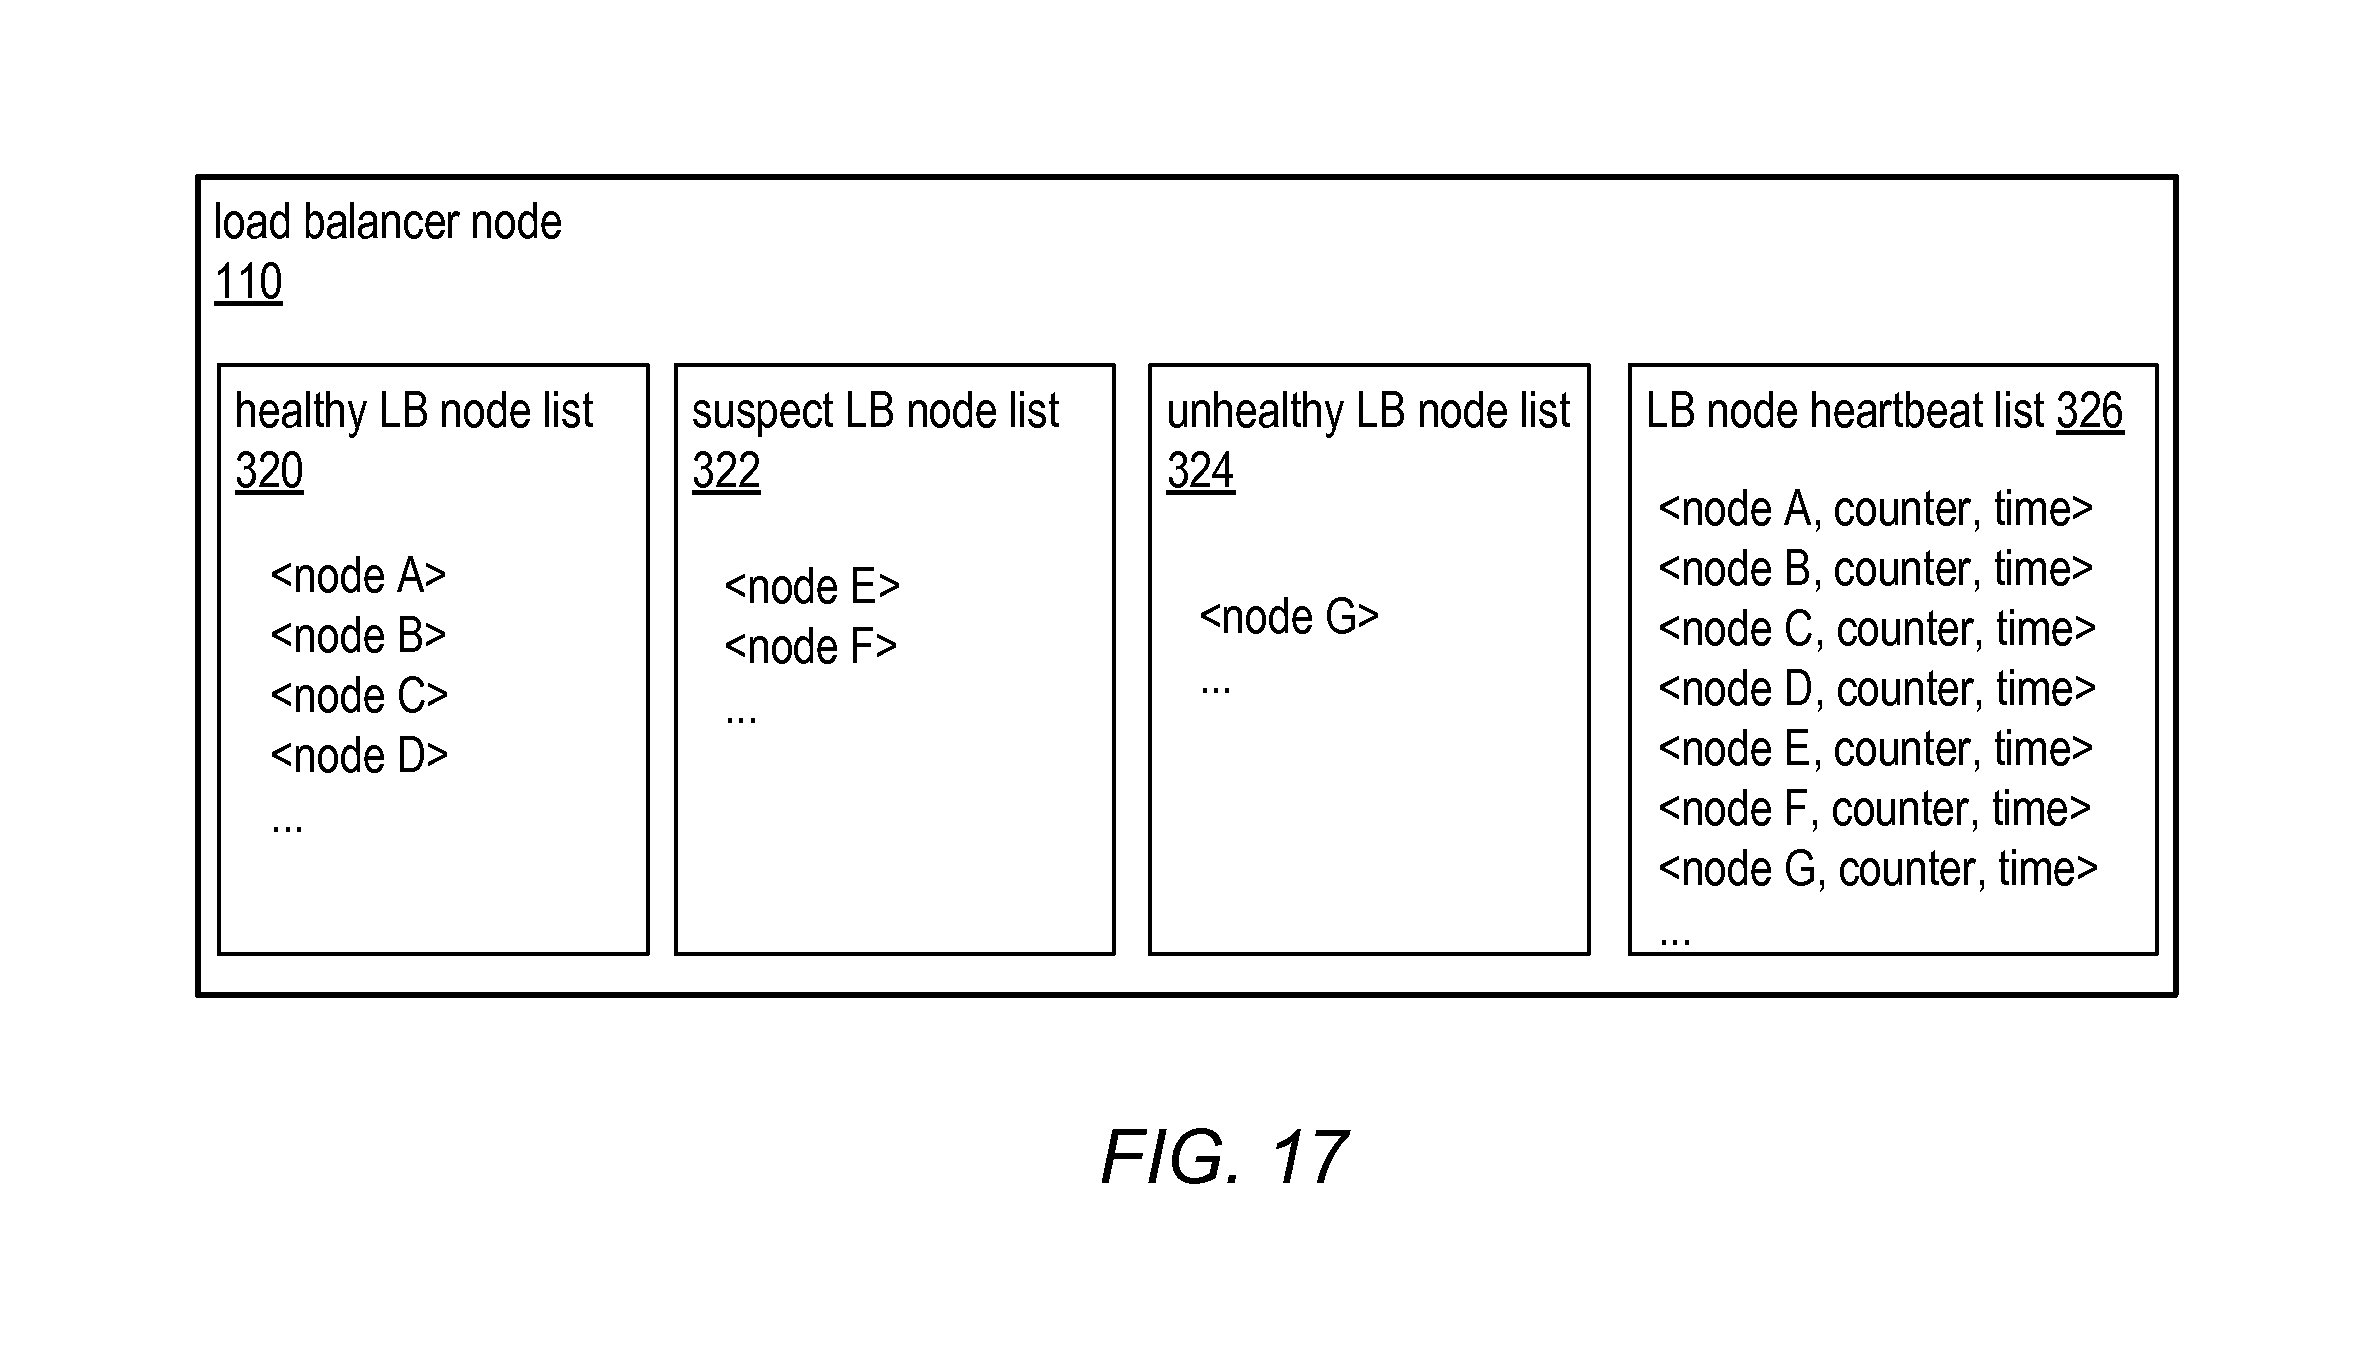 load balancer node
110
healthy LB node list
320
<node A>
<node B>
<node C>
<node D>
...
suspect LB node list
322
<node E>
<node F>
...
unhealthy LB node list
324
<node G>
...
LB node heartbeat list 326
<node A, counter, time>
<node B, counter, time>
<node C, counter, time>
<node D, counter, time>
<node E, counter, time>
<node F, counter, time>
<node G, counter, time>
...
FIG. 17